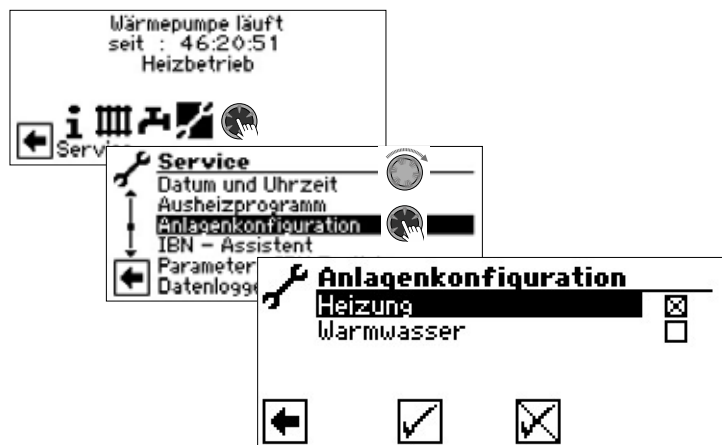 Wärmepumpe läuft
seit : 46:20:51
Heizbetrieb
Service
Datum und Uhrzeit
Ausheizprogramm
Anlagenkonfiguration
IBN - Assistent
Parameter
Anlagenkonfiguration
Heizung
Warmwasser